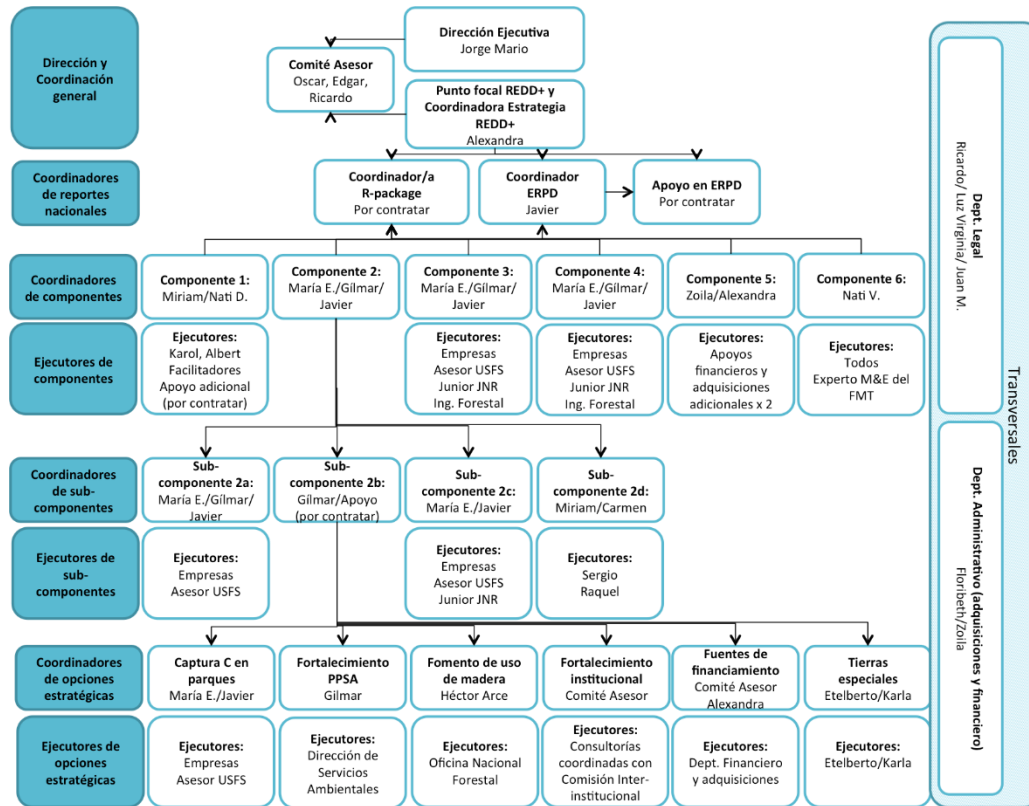 Dirección y
Coordinación
general
Dirección Ejecutiva
Jorge Mario
Comité Asesor
Oscar, Edgar,
Ricardo
Punto focal REDD+ y
Coordinadora Estrategia
REDD+
Alexandra
Coordinadores
de reportes
nacionales
Coordinador/a
R-package
Por contratar
Coordinador
ERPD
Javier
Apoyo en ERPD
Por contratar
Coordinadores
de componentes
Componente 1:
Miriam/Nati D.
Componente 2:
María E./Gílmar/
Javier
Componente 3:
María E./Gílmar/
Javier
Componente 4:
María E./Gílmar/
Javier
Componente 5:
Zoila/Alexandra
Componente 6:
Nati V.
Ejecutores de
componentes
Ejecutores:
Karol, Albert
Facilitadores
Apoyo adicional
(por contratar)
Ejecutores:
Empresas
Asesor USFS
Junior JNR
Ing. Forestal
Ejecutores:
Empresas
Asesor USFS
Junior JNR
Ing. Forestal
Ejecutores:
Apoyos
financieros y
adquisiciones
adicionales x 2
Ejecutores:
Todos
Experto M&E del
FMT
Coordinadores
de sub-
componentes
Sub-
componente 2a:
María E./Gílmar/
Javier
Sub-
componente 2b:
Gílmar/Apoyo
(por contratar)
Sub-
componente 2c:
María E./Javier
Sub-
componente 2d:
Miriam/Carmen
Ejecutores de
sub-
componentes
Ejecutores:
Empresas
Asesor USFS
Ejecutores:
Empresas
Asesor USFS
Junior JNR
Ejecutores:
Sergio
Raquel
Coordinadores
de opciones
estratégicas
Captura C en
parques
María E./Javier
Fortalecimiento
PPSA
Gilmar
Fomento de uso
de madera
Héctor Arce
Fortalecimiento
institucional
Comité Asesor
Fuentes de
financiamiento
Comité Asesor
Alexandra
Tierras
especiales
Etelberto/Karla
Ejecutores de
opciones
estratégicas
Ejecutores:
Empresas
Asesor USFS
Ejecutores:
Dirección de
Servicios
Ambientales
Ejecutores:
Oficina Nacional
Forestal
Ejecutores:
Consultorías
coordinadas con
Comisión Inter-
institucional
Ejecutores:
Dept. Financiero
y adquisiciones
Ejecutores:
Etelberto/Karla
Transversales
Dept. Legal
Ricardo/ Luz Virginia/ Juan M.
Dept. Administrativo (adquisiciones y financiero)
Floribeth/Zoila